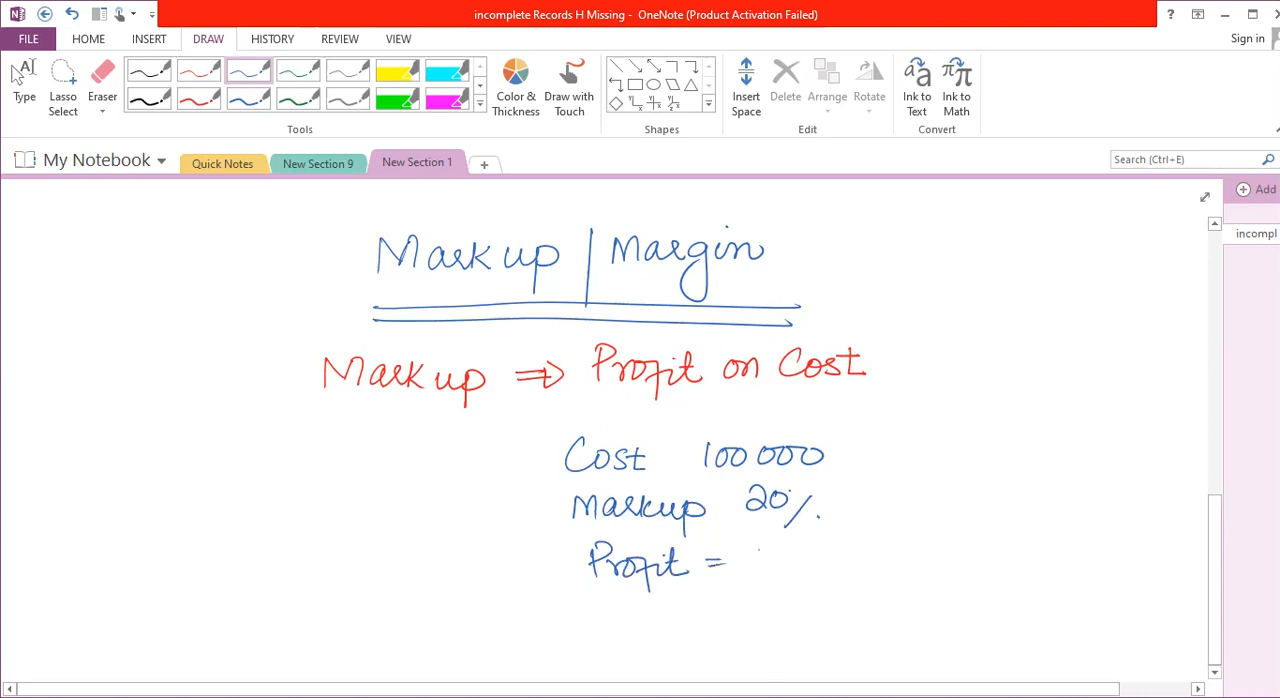 incomplete Records H Missing - OneNote (Product Activation Failed)
?
FILE HOME INSERT DRAW HISTORY REVIEW VIEW
Sign in
Type
Lasso Select
Eraser
Color & Thickness
Draw with Touch
Insert Space
Delete
Arrange
Rotate
Ink to Text
Ink to Math
Tools
Shapes
Edit
Convert
My Notebook
Quick Notes
New Section 9
New Section 1
Search (Ctrl+E)
Add
incompl
Markup | Margin
Markup ⇒ Profit on Cost
Cost 100000
Markup 20%.
Profit =